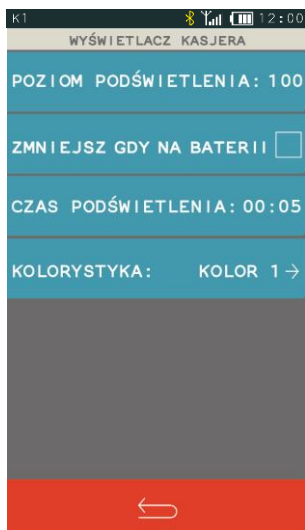 K1 12:00
WYŚWIETLACZ KASJERA
POZIOM PODŚWIETLENIA: 100
ZMNIEJSZ GDY NA BATERII
CZAS PODŚWIETLENIA: 00:05
KOLORYSTYKA: KOLOR 1→